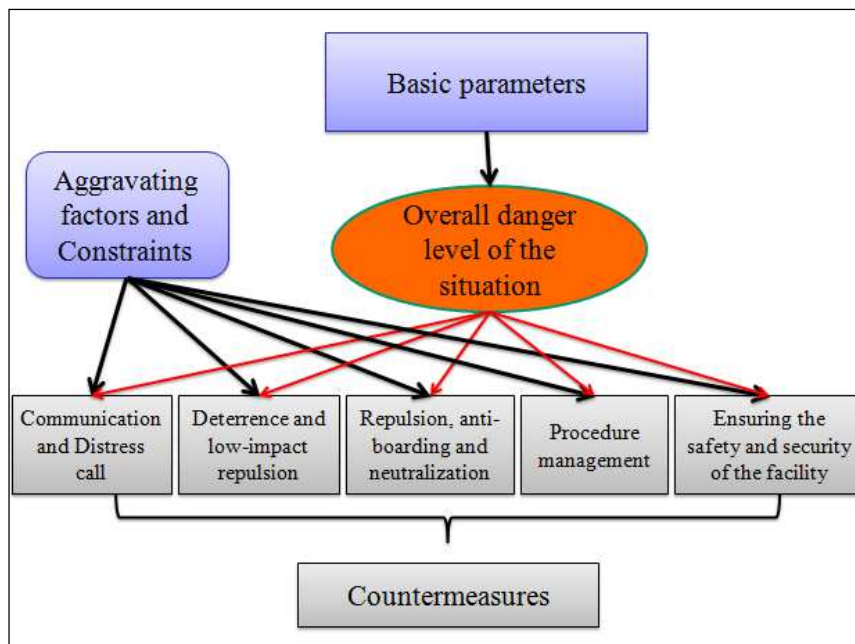 Basic parameters
Aggravating
factors and
Constraints
Overall danger
level of the
situation
Communication
and Distress
call
Deterrence and
low-impact
repulsion
Repulsion, anti-
boarding and
neutralization
Procedure
management
Ensuring the
safety and security
of the facility
Countermeasures